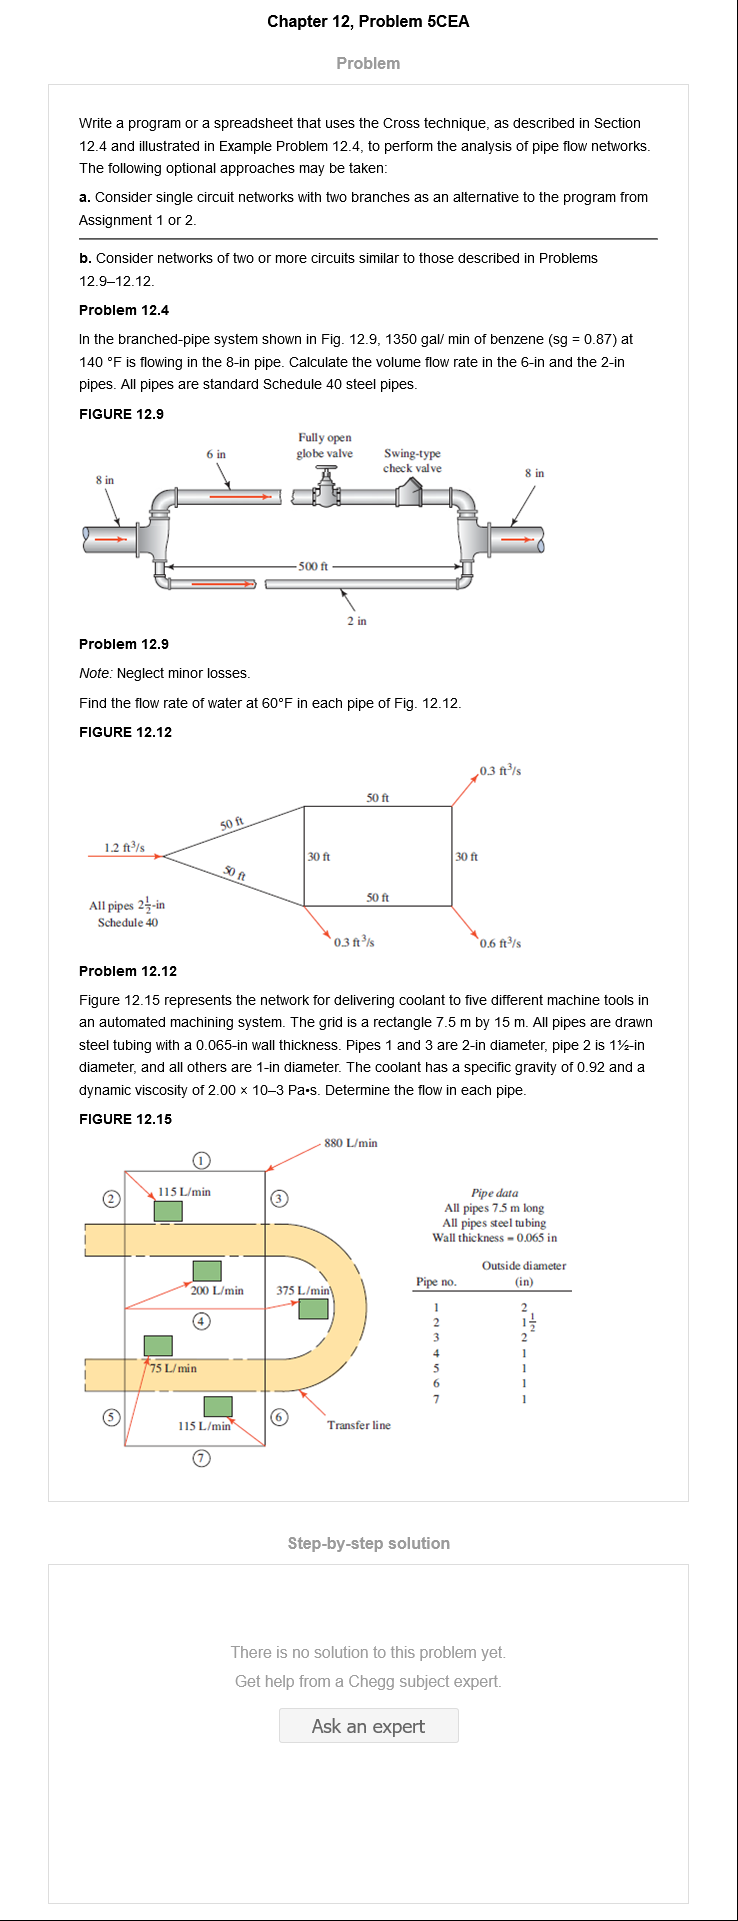 Chapter 12, Problem 5CEA
Problem
Write a program or a spreadsheet that uses the Cross technique, as described in Section
12.4 and illustrated in Example Problem 12.4, to perform the analysis of pipe flow networks.
The following optional approaches may be taken:
a. Consider single circuit networks with two branches as an alternative to the program from
Assignment 1 or 2.
b. Consider networks of two or more circuits similar to those described in Problems
12.9–12.12.
Problem 12.4
In the branched-pipe system shown in Fig. 12.9, 1350 gal/ min of benzene (sg = 0.87) at
140 °F is flowing in the 8-in pipe. Calculate the volume flow rate in the 6-in and the 2-in
pipes. All pipes are standard Schedule 40 steel pipes.
FIGURE 12.9
Fully open
globe valve
6 in
Swing-type
check valve
8 in
8 in
500 ft
2 in
Problem 12.9
Note: Neglect minor losses.
Find the flow rate of water at 60°F in each pipe of Fig. 12.12.
FIGURE 12.12
0.3 ft³/s
50 ft
50 ft
1.2 ft³/s
30 ft
30 ft
50 ft
50 ft
All pipes 2½-in
Schedule 40
0.3 ft³/s
0.6 ft³/s
Problem 12.12
Figure 12.15 represents the network for delivering coolant to five different machine tools in
an automated machining system. The grid is a rectangle 7.5 m by 15 m. All pipes are drawn
steel tubing with a 0.065-in wall thickness. Pipes 1 and 3 are 2-in diameter, pipe 2 is 1½-in
diameter, and all others are 1-in diameter. The coolant has a specific gravity of 0.92 and a
dynamic viscosity of 2.00 × 10–3 Pa•s. Determine the flow in each pipe.
FIGURE 12.15
880 L/min
1
115 L/min
2
3
200 L/min
375 L/min
4
75 L/min
5
115 L/min
6
Transfer line
7
Pipe data
All pipes 7.5 m long
All pipes steel tubing
Wall thickness = 0.065 in
Outside diameter
Pipe no. (in)
1 2
2 1½
3 2
4 1
5 1
6 1
7 1
Step-by-step solution
There is no solution to this problem yet.
Get help from a Chegg subject expert.
Ask an expert